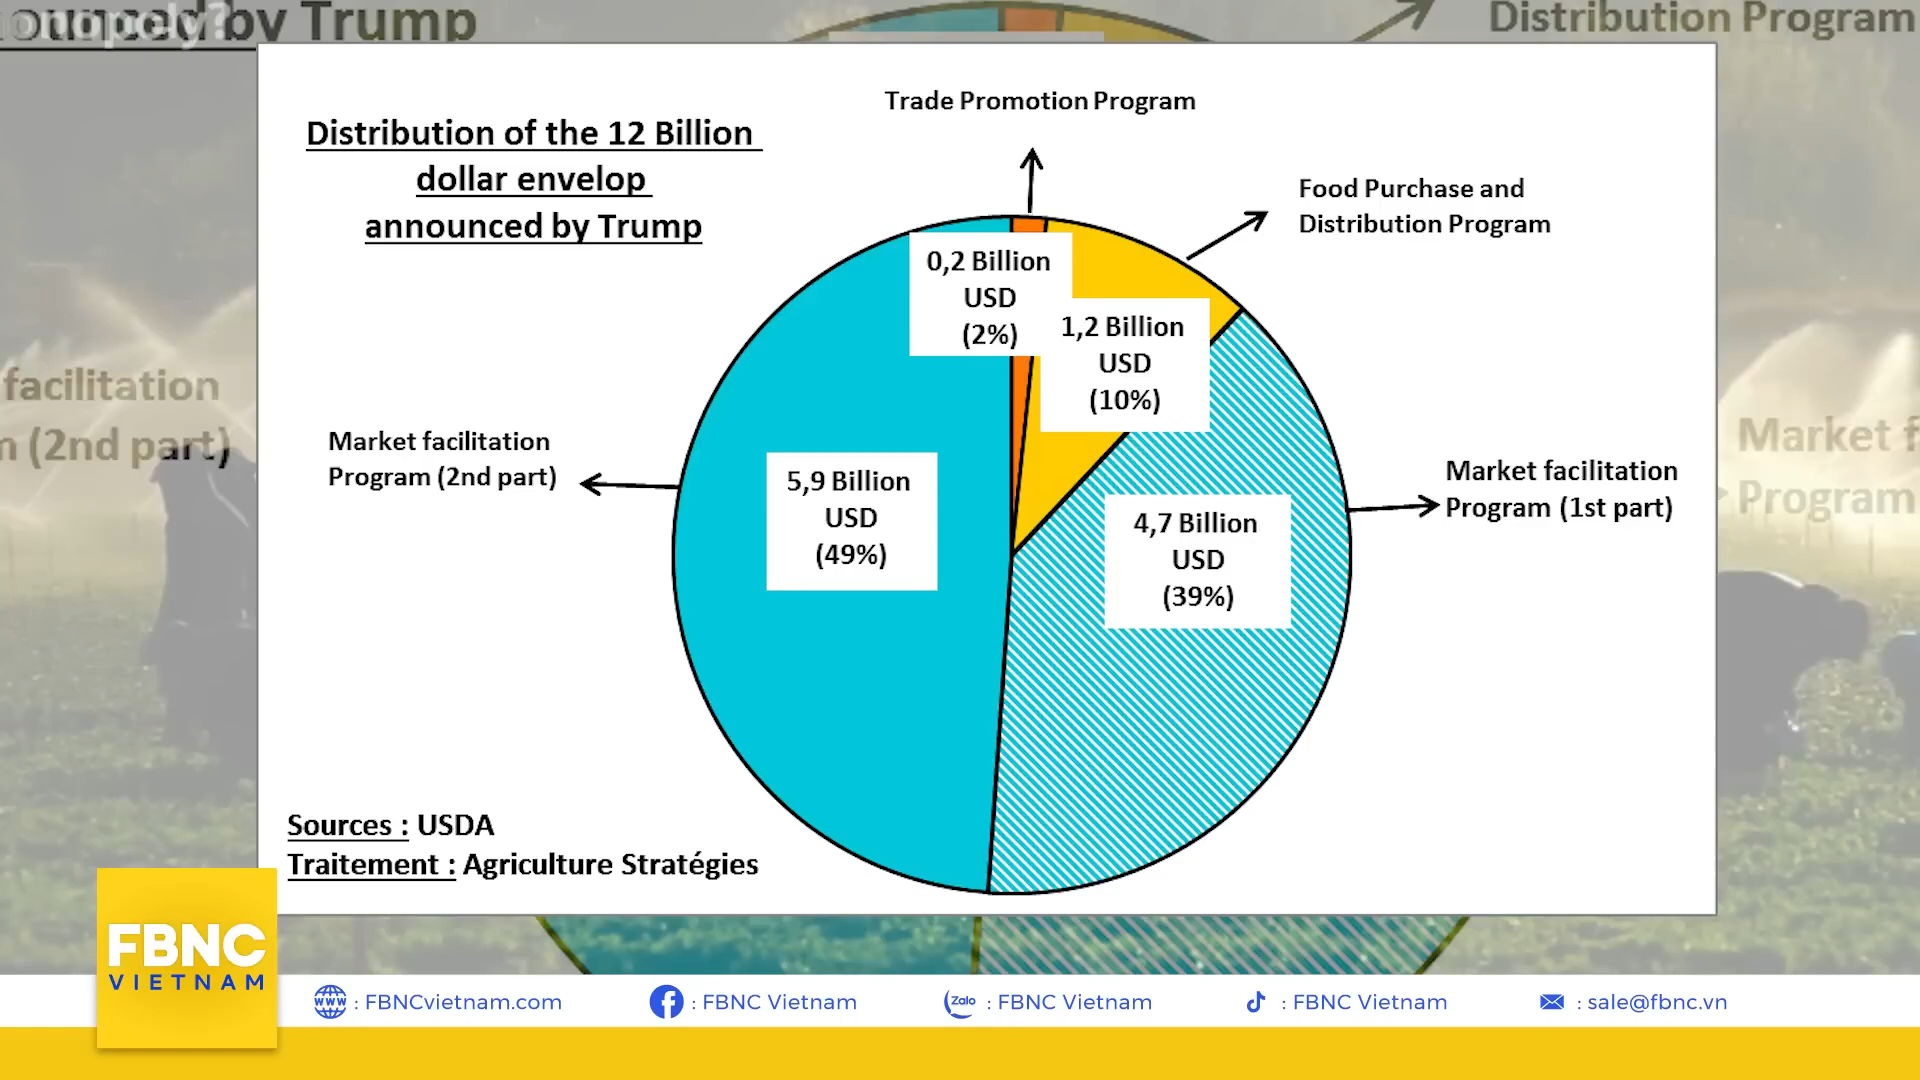 onopoly?
ounced by Trump
Distribution Program
Distribution of the 12 Billion
dollar envelop
announced by Trump
Trade Promotion Program
Food Purchase and
Distribution Program
0,2 Billion
USD
(2%)
1,2 Billion
USD
(10%)
facilitation
(2nd part)
Market
Program
Market facilitation
Program (2nd part)
5,9 Billion
USD
(49%)
4,7 Billion
USD
(39%)
Market facilitation
Program (1st part)
Sources : USDA
Traitement : Agriculture Stratégies
FBNC
VIETNAM
www : FBNCvietnam.com
: FBNC Vietnam
Zalo : FBNC Vietnam
: FBNC Vietnam
: sale@fbnc.vn